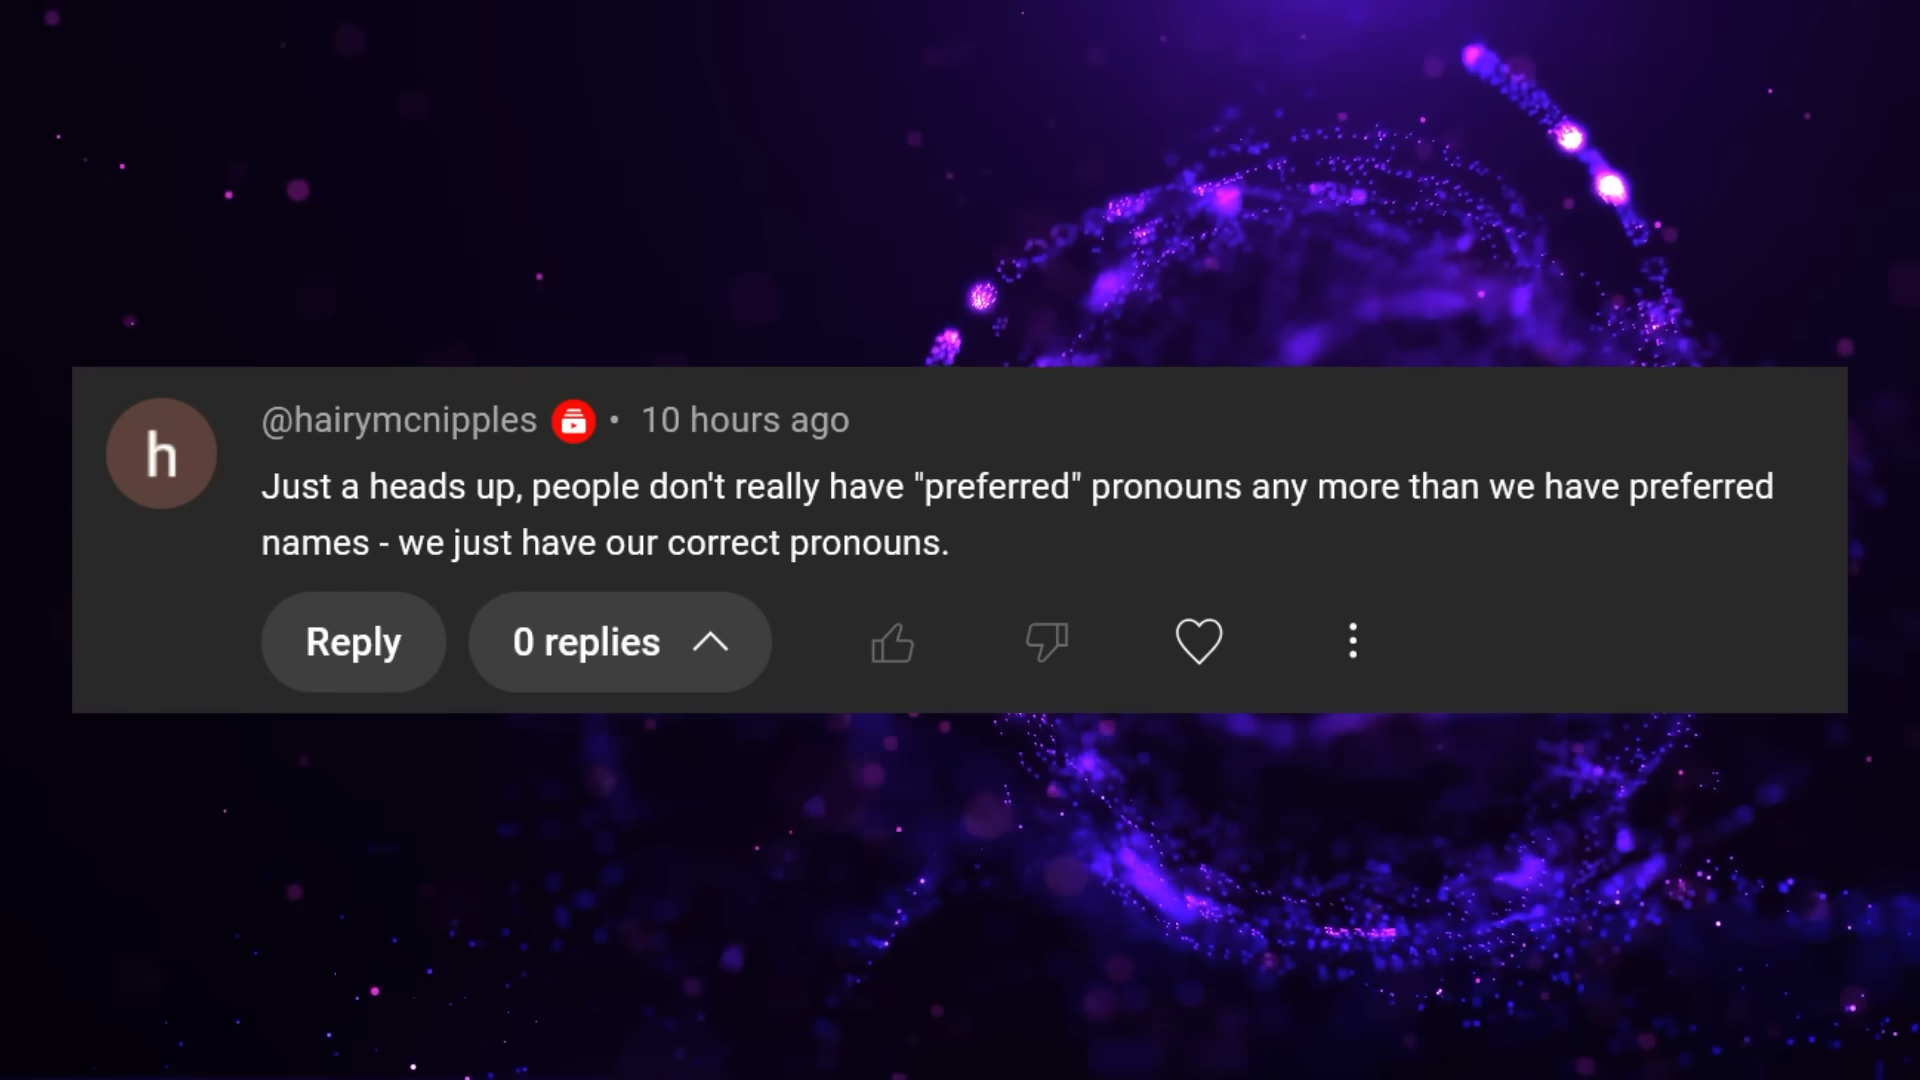 h
@hairymcnipples • 10 hours ago
Just a heads up, people don't really have "preferred" pronouns any more than we have preferred
names - we just have our correct pronouns.
Reply 0 replies